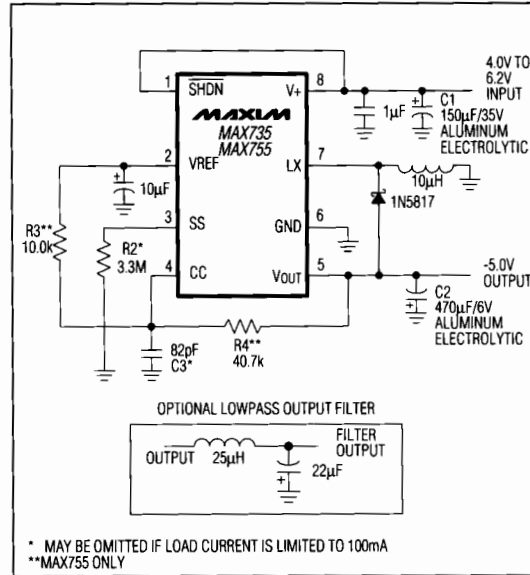 1
SHDN
V+
8
4.0V TO
6.2V
INPUT
MAXIM
MAX735
MAX755
1µF
C1
150µF/35V
ALUMINUM
ELECTROLYTIC
2
VREF
LX
7
10µF
10µH
1N5817
R3**
10.0k
3
SS
GND
6
R2*
3.3M
4
CC
VOUT
5
-5.0V
OUTPUT
C2
470µF/6V
ALUMINUM
ELECTROLYTIC
82pF
C3*
R4**
40.7k
OPTIONAL LOWPASS OUTPUT FILTER
OUTPUT
25µH
FILTER
OUTPUT
22µF
* MAY BE OMITTED IF LOAD CURRENT IS LIMITED TO 100mA
**MAX755 ONLY